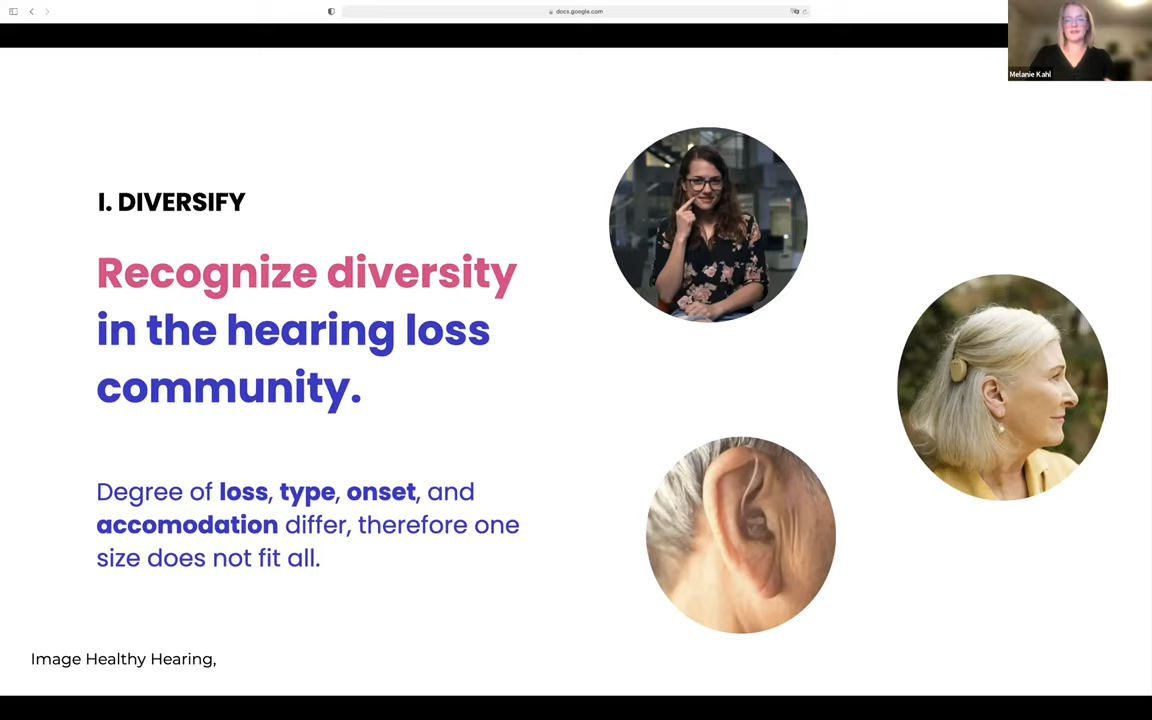 docs.google.com
Melanie Kahl
I. DIVERSIFY
Recognize diversity
in the hearing loss
community.
Degree of loss, type, onset, and
accomodation differ, therefore one
size does not fit all.
Image Healthy Hearing,